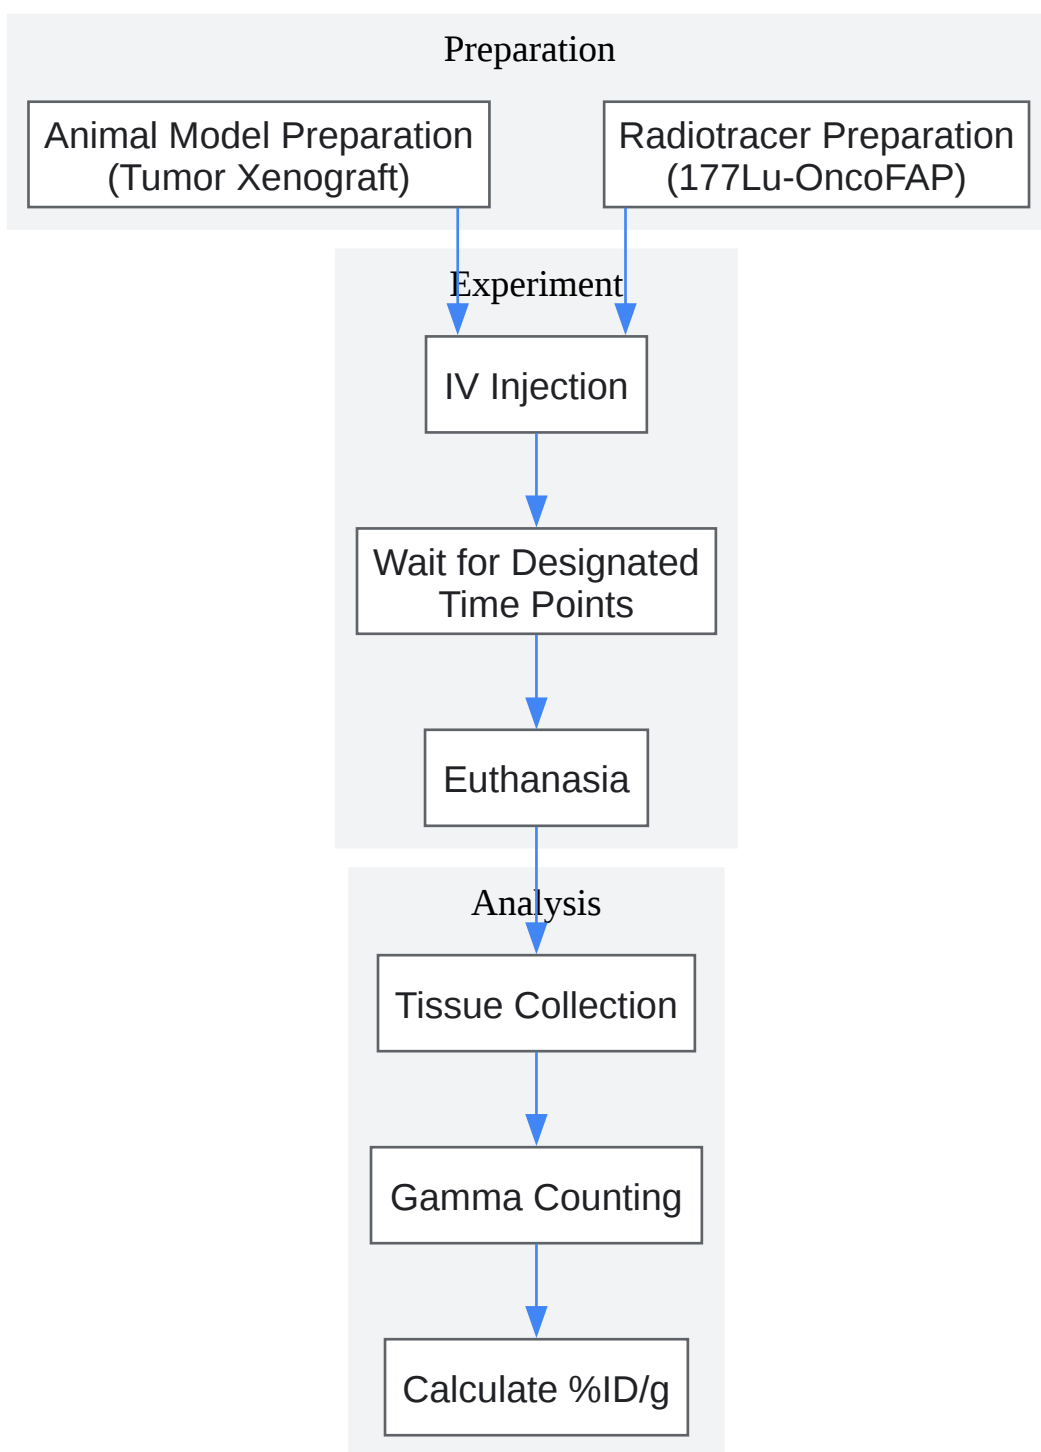 Preparation
Animal Model Preparation
(Tumor Xenograft)
Radiotracer Preparation
(177Lu-OncoFAP)
Experiment
IV Injection
Wait for Designated
Time Points
Euthanasia
Analysis
Tissue Collection
Gamma Counting
Calculate %ID/g